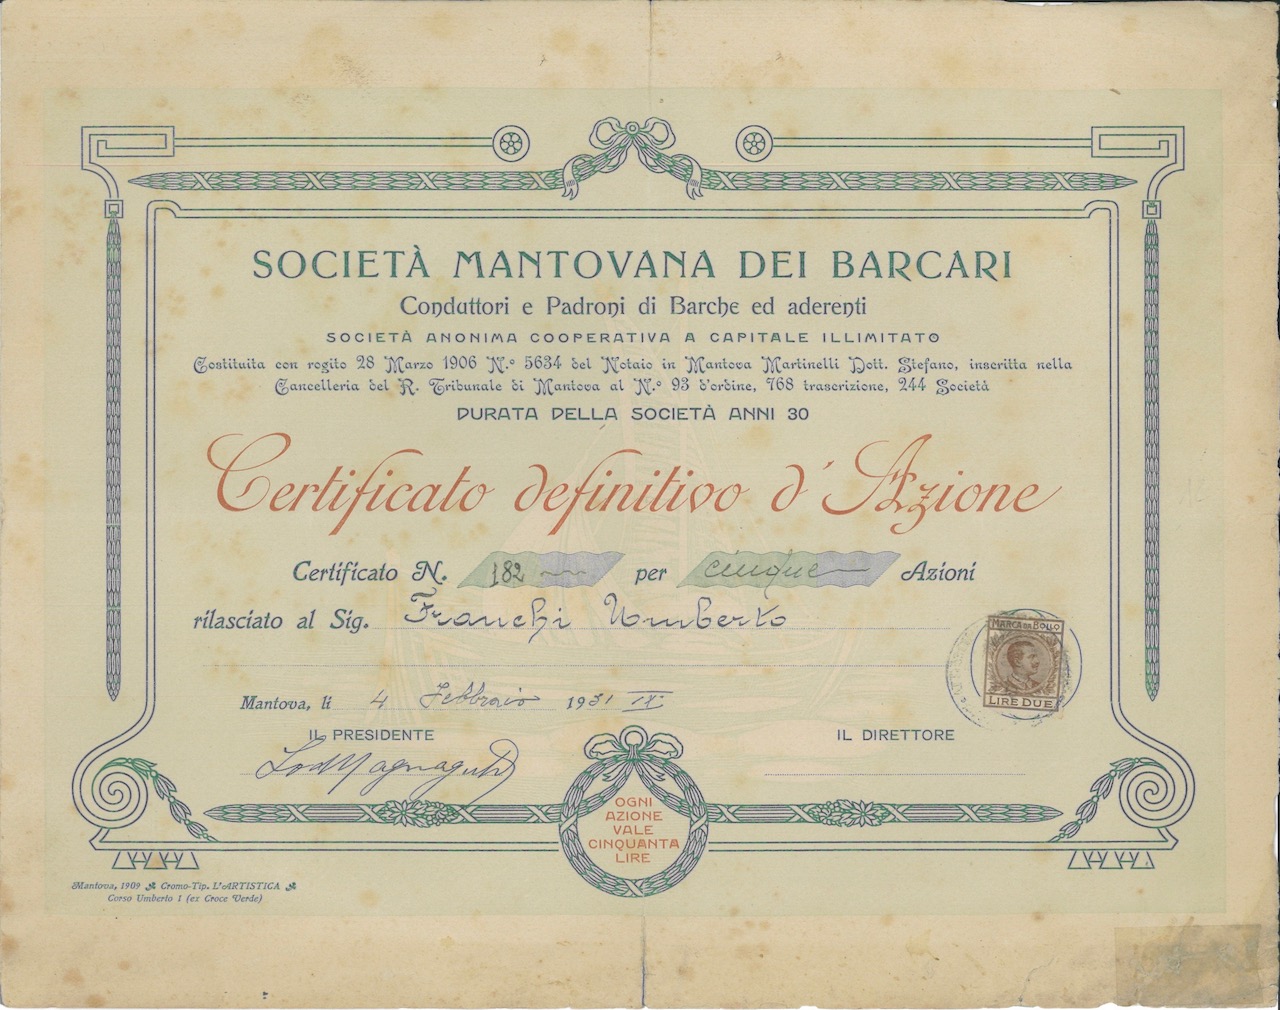 SOCIETÀ MANTOVANA DEI BARCARI
Conduttori e Padroni di Barche ed aderenti
SOCIETÀ ANONIMA COOPERATIVA A CAPITALE ILLIMITATO
Costituita con rogito 28 Marzo 1906 N.º 5634 del Notaio in Mantova Martinelli Dott. Stefano, inscritta nella
Cancelleria del R. Tribunale di Mantova al N.º 93 d'ordine, 768 trascrizione, 244 Società
DURATA DELLA SOCIETÀ ANNI 30
Certificato definitivo d'Azione
Certificato N. 182 per cinque Azioni
rilasciato al Sig. Franchi Umberto
MARCA DA BOLLO
LIRE DUE
Mantova, li 4 Febbraio 1931 IX
IL PRESIDENTE
IL DIRETTORE
OGNI
AZIONE
VALE
CINQUANTA
LIRE
Mantova, 1909 Cromo-Tip. L'ARTISTICA
Corso Umberto I (ex Croce Verde)